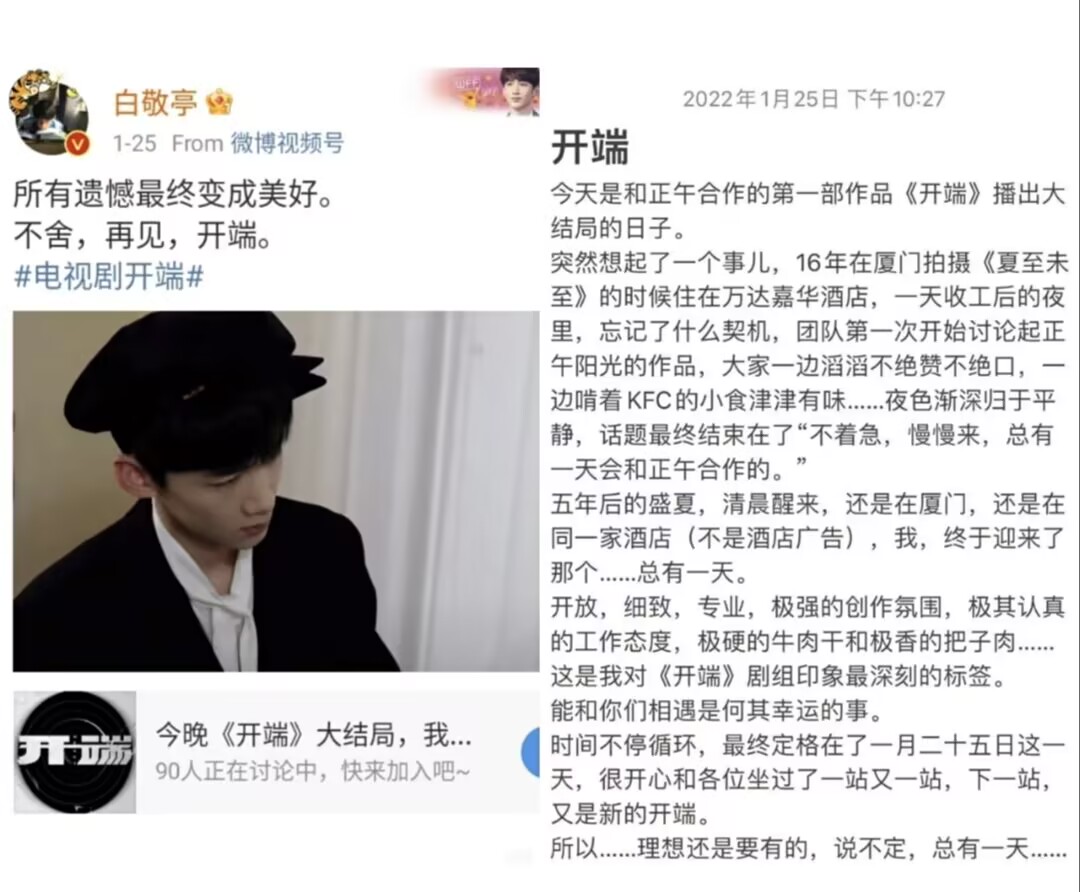 白敬亭
1-25 From 微博视频号
所有遗憾最终变成美好。
不舍，再见，开端。
#电视剧开端#
开端
今晚《开端》大结局，我...
90人正在讨论中，快来加入吧~
2022年1月25日 下午10:27
开端
今天是和正午合作的第一部作品《开端》播出大
结局的日子。
突然想起了一个事儿，16年在厦门拍摄《夏至未
至》的时候住在万达嘉华酒店，一天收工后的夜
里，忘记了什么契机，团队第一次开始讨论起正
午阳光的作品，大家一边滔滔不绝赞不绝口，一
边啃着KFC的小食津津有味......夜色渐深归于平
静，话题最终结束在了“不着急，慢慢来，总有
一天会和正午合作的。”
五年后的盛夏，清晨醒来，还是在厦门，还是在
同一家酒店（不是酒店广告），我，终于迎来了
那个......总有一天。
开放，细致，专业，极强的创作氛围，极其认真
的工作态度，极硬的牛肉干和极香的把子肉......
这是我对《开端》剧组印象最深刻的标签。
能和你们相遇是何其幸运的事。
时间不停循环，最终定格在了一月二十五日这一
天，很开心和各位坐过了一站又一站，下一站，
又是新的开端。
所以......理想还是要有的，说不定，总有一天......